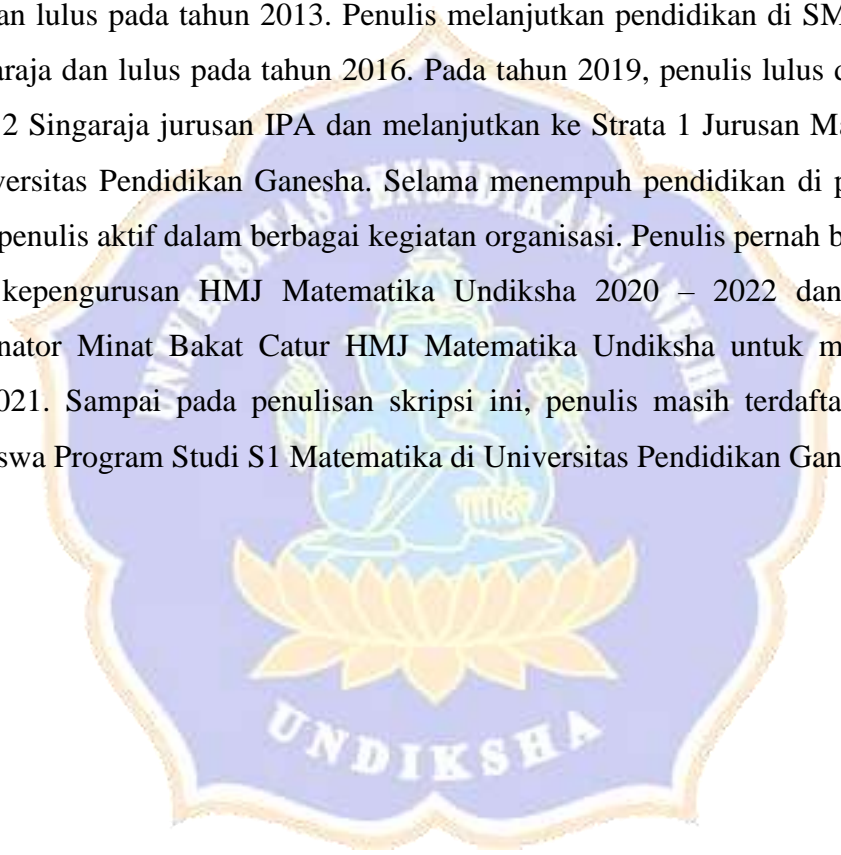 an lulus pada tahun 2013. Penulis melanjutkan pendidikan di SM
araja dan lulus pada tahun 2016. Pada tahun 2019, penulis lulus d
2 Singaraja jurusan IPA dan melanjutkan ke Strata 1 Jurusan Ma
versitas Pendidikan Ganesha. Selama menempuh pendidikan di p
penulis aktif dalam berbagai kegiatan organisasi. Penulis pernah b
kepengurusan HMJ Matematika Undiksha 2020 – 2022 dan
nator Minat Bakat Catur HMJ Matematika Undiksha untuk m
021. Sampai pada penulisan skripsi ini, penulis masih terdafta
swa Program Studi S1 Matematika di Universitas Pendidikan Gan
UNIVERSITAS PENDIDIKAN GANESHA
UNDIKSHA